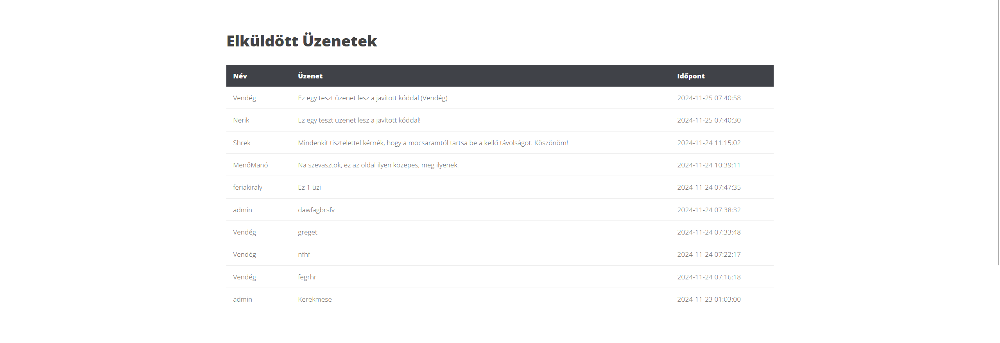 Elküldött Üzenetek
Név Üzenet Időpont
Vendég Ez egy teszt üzenet lesz a javított kóddal (Vendég) 2024-11-25 07:40:58
Nerik Ez egy teszt üzenet lesz a javított kóddal! 2024-11-25 07:40:30
Shrek Mindenkit tisztelettel kérnék, hogy a mocsaramtól tartsa be a kellő távolságot. Köszönöm! 2024-11-24 11:15:02
MenőManó Na szevasztok, ez az oldal ilyen közepes, meg ilyenek. 2024-11-24 10:39:11
feriakiraly Ez 1 üzi 2024-11-24 07:47:35
admin dawfagbrsfv 2024-11-24 07:38:32
Vendég greget 2024-11-24 07:33:48
Vendég nfhf 2024-11-24 07:22:17
Vendég fegrhr 2024-11-24 07:16:18
admin Kerekmese 2024-11-23 01:03:00